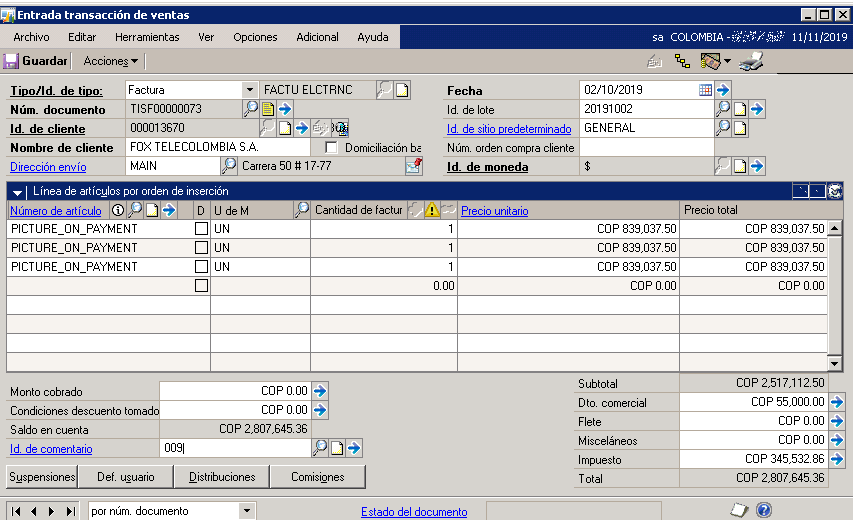 Entrada transacción de ventas
Archivo Editar Herramientas Ver Opciones Adicional Ayuda sa COLOMBIA - 11/11/2019
Guardar Acciones
Tipo/Id. de tipo: Factura FACTU ELCTRNC Fecha 02/10/2019
Núm. documento TISF00000073 Id. de lote 20191002
Id. de cliente 000013670 Id. de sitio predeterminado GENERAL
Nombre de cliente FOX TELECOLOMBIA S.A. Domiciliación ba Núm. orden compra cliente
Dirección envío MAIN Carrera 50 # 17-77 Id. de moneda $
Línea de artículos por orden de inserción
Número de artículo D U de M Cantidad de factur Precio unitario Precio total
PICTURE_ON_PAYMENT UN 1 COP 839,037.50 COP 839,037.50
PICTURE_ON_PAYMENT UN 1 COP 839,037.50 COP 839,037.50
PICTURE_ON_PAYMENT UN 1 COP 839,037.50 COP 839,037.50
0.00 COP 0.00 COP 0.00
Monto cobrado COP 0.00
Condiciones descuento tomado COP 0.00
Saldo en cuenta COP 2,807,645.36
Id. de comentario 009
Subtotal COP 2,517,112.50
Dto. comercial COP 55,000.00
Flete COP 0.00
Misceláneos COP 0.00
Impuesto COP 345,532.86
Total COP 2,807,645.36
Suspensiones Def. usuario Distribuciones Comisiones
por núm. documento Estado del documento